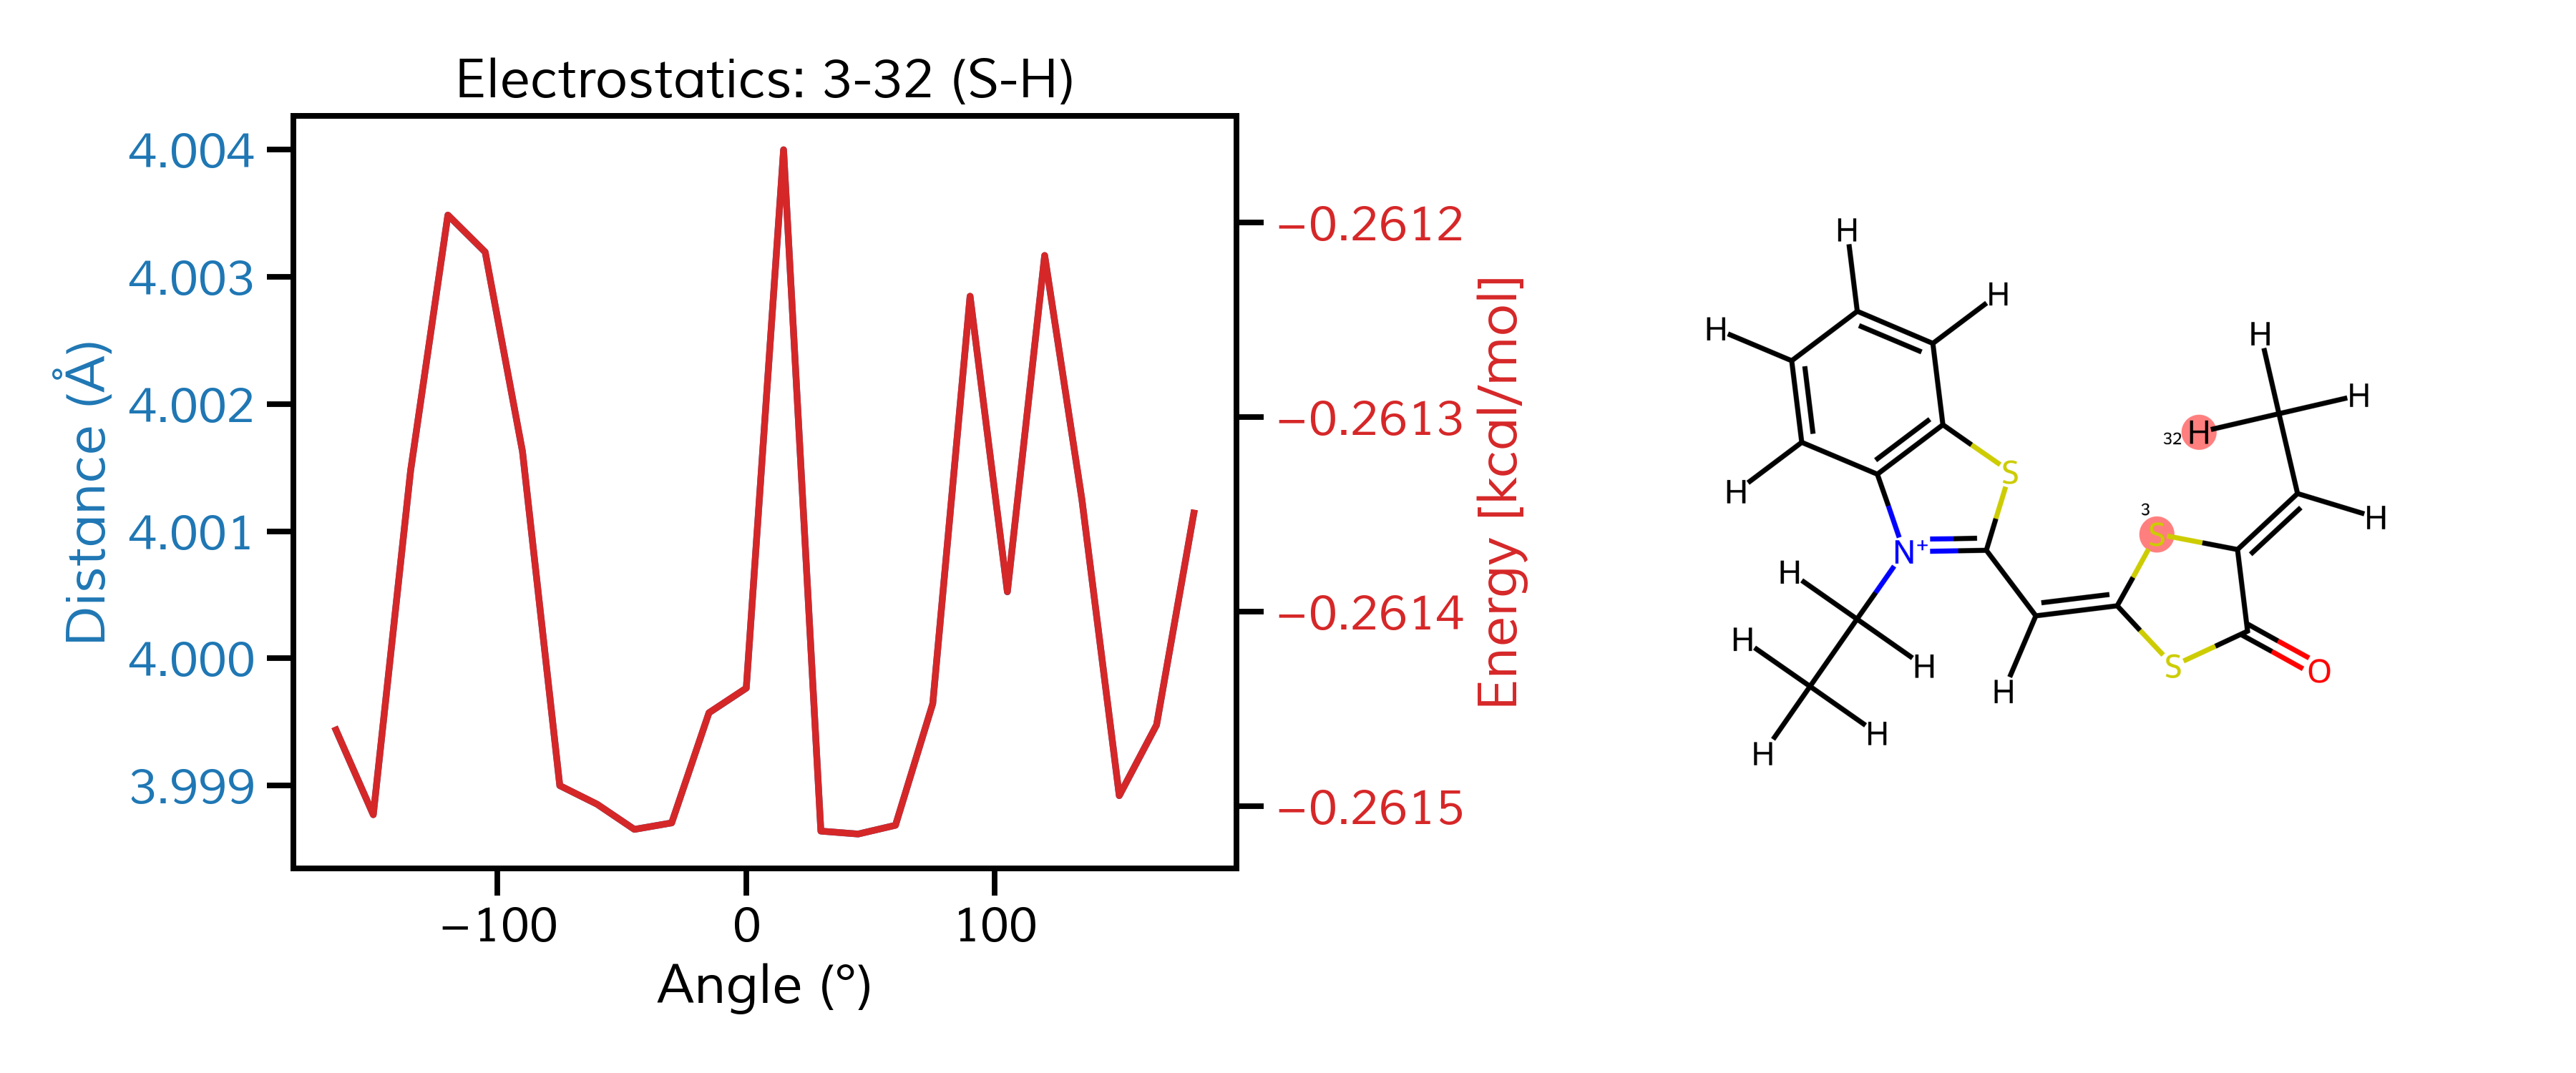 Electrostatics: 3-32 (S-H)
Distance (Å)
4.004
4.003
4.002
4.001
4.000
3.999
−100
0
100
Angle (°)
−0.2612
−0.2613
−0.2614
−0.2615
Energy [kcal/mol]
H
H
H
H
H
H
32 H
S
3
S
H
N+
H
H
H
H
H
H
S
O
H